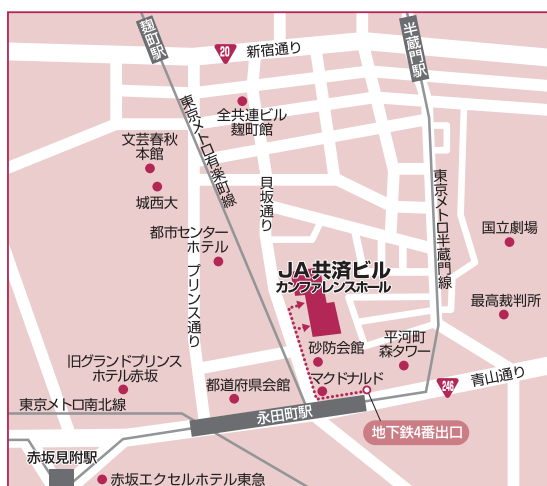 麹町駅
20
新宿通り
半蔵門駅
東京メトロ有楽町線
全共連ビル
麹町館
文芸春秋
本館
城西大
貝坂通り
東京メトロ半蔵門線
国立劇場
都市センター
ホテル
プリンス通り
JA共済ビル
カンファレンスホール
最高裁判所
砂防会館
平河町
森タワー
旧グランドプリンス
ホテル赤坂
都道府県会館
マクドナルド
246
青山通り
東京メトロ南北線
永田町駅
地下鉄4番出口
赤坂見附駅
赤坂エクセルホテル東急